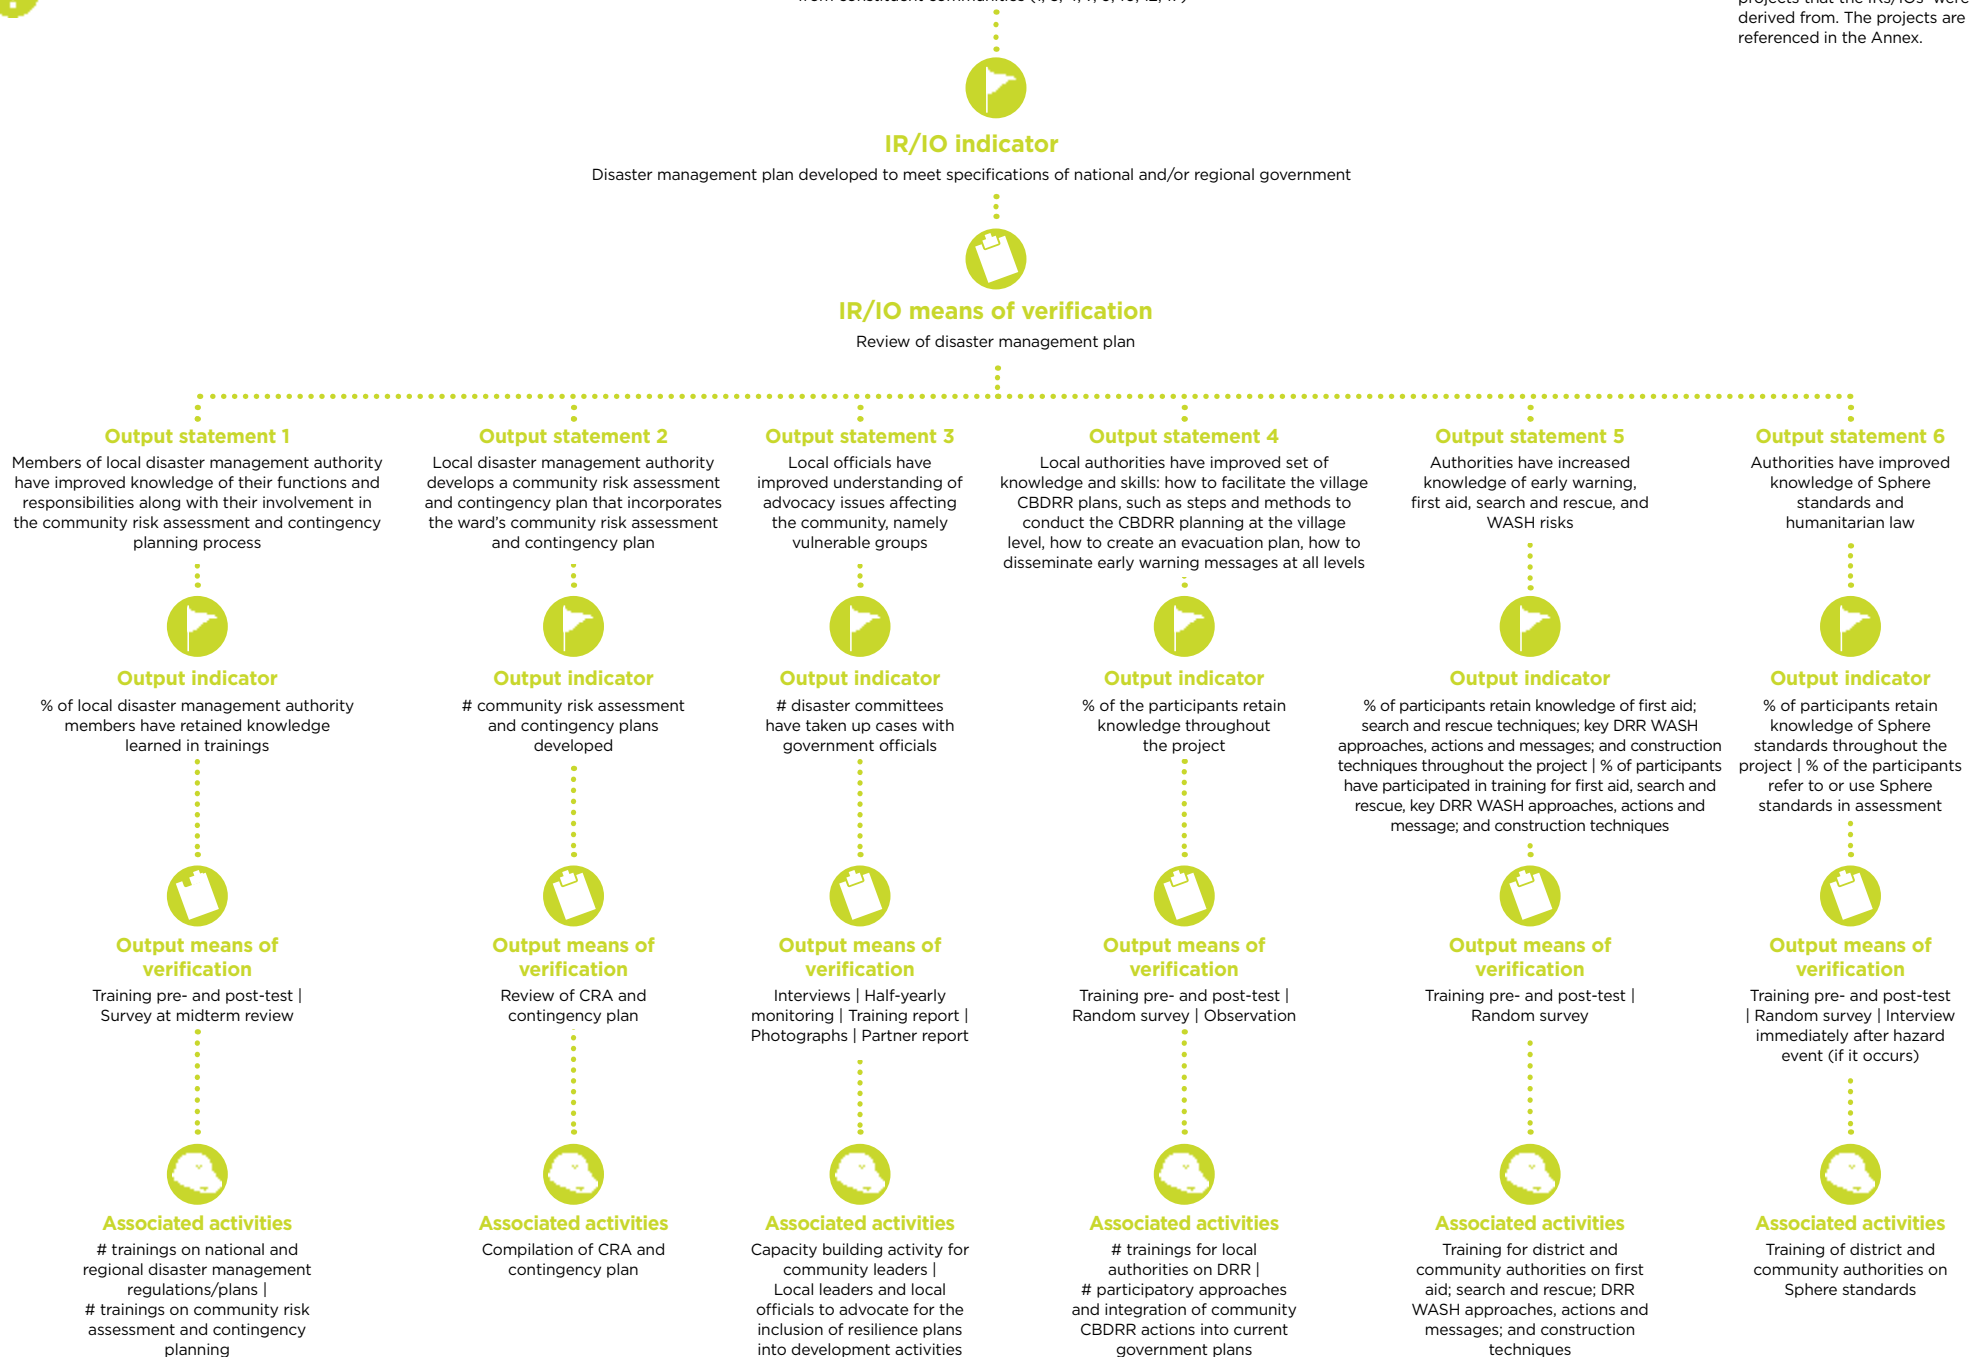 projects that the IRs/IOs were
derived from. The projects are
referenced in the Annex.
IR/IO indicator
Disaster management plan developed to meet specifications of national and/or regional government
IR/IO means of verification
Review of disaster management plan
Output statement 1
Members of local disaster management authority
have improved knowledge of their functions and
responsibilities along with their involvement in
the community risk assessment and contingency
planning process
Output indicator
% of local disaster management authority
members have retained knowledge
learned in trainings
Output means of
verification
Training pre- and post-test |
Survey at midterm review
Associated activities
# trainings on national and
regional disaster management
regulations/plans |
# trainings on community risk
assessment and contingency
planning
Output statement 2
Local disaster management authority
develops a community risk assessment
and contingency plan that incorporates
the ward's community risk assessment
and contingency plan
Output indicator
# community risk assessment
and contingency plans
developed
Output means of
verification
Review of CRA and
contingency plan
Associated activities
Compilation of CRA and
contingency plan
Output statement 3
Local officials have
improved understanding of
advocacy issues affecting
the community, namely
vulnerable groups
Output indicator
# disaster committees
have taken up cases with
government officials
Output means of
verification
Interviews | Half-yearly
monitoring | Training report |
Photographs | Partner report
Associated activities
Capacity building activity for
community leaders |
Local leaders and local
officials to advocate for the
inclusion of resilience plans
into development activities
Output statement 4
Local authorities have improved set of
knowledge and skills: how to facilitate the village
CBDRR plans, such as steps and methods to
conduct the CBDRR planning at the village
level, how to create an evacuation plan, how to
disseminate early warning messages at all levels
Output indicator
% of the participants retain
knowledge throughout
the project
Output means of
verification
Training pre- and post-test |
Random survey | Observation
Associated activities
# trainings for local
authorities on DRR |
# participatory approaches
and integration of community
CBDRR actions into current
government plans
Output statement 5
Authorities have increased
knowledge of early warning,
first aid, search and rescue, and
WASH risks
Output indicator
% of participants retain knowledge of first aid;
search and rescue techniques; key DRR WASH
approaches, actions and messages; and construction
techniques throughout the project | % of participants
have participated in training for first aid, search and
rescue, key DRR WASH approaches, actions and
message; and construction techniques
Output means of
verification
Training pre- and post-test |
Random survey
Associated activities
Training for district and
community authorities on first
aid; search and rescue; DRR
WASH approaches, actions and
messages; and construction
techniques
Output statement 6
Authorities have improved
knowledge of Sphere
standards and
humanitarian law
Output indicator
% of participants retain
knowledge of Sphere
standards throughout the
project | % of the participants
refer to or use Sphere
standards in assessment
Output means of
verification
Training pre- and post-test
| Random survey | Interview
immediately after hazard
event (if it occurs)
Associated activities
Training of district and
community authorities on
Sphere standards